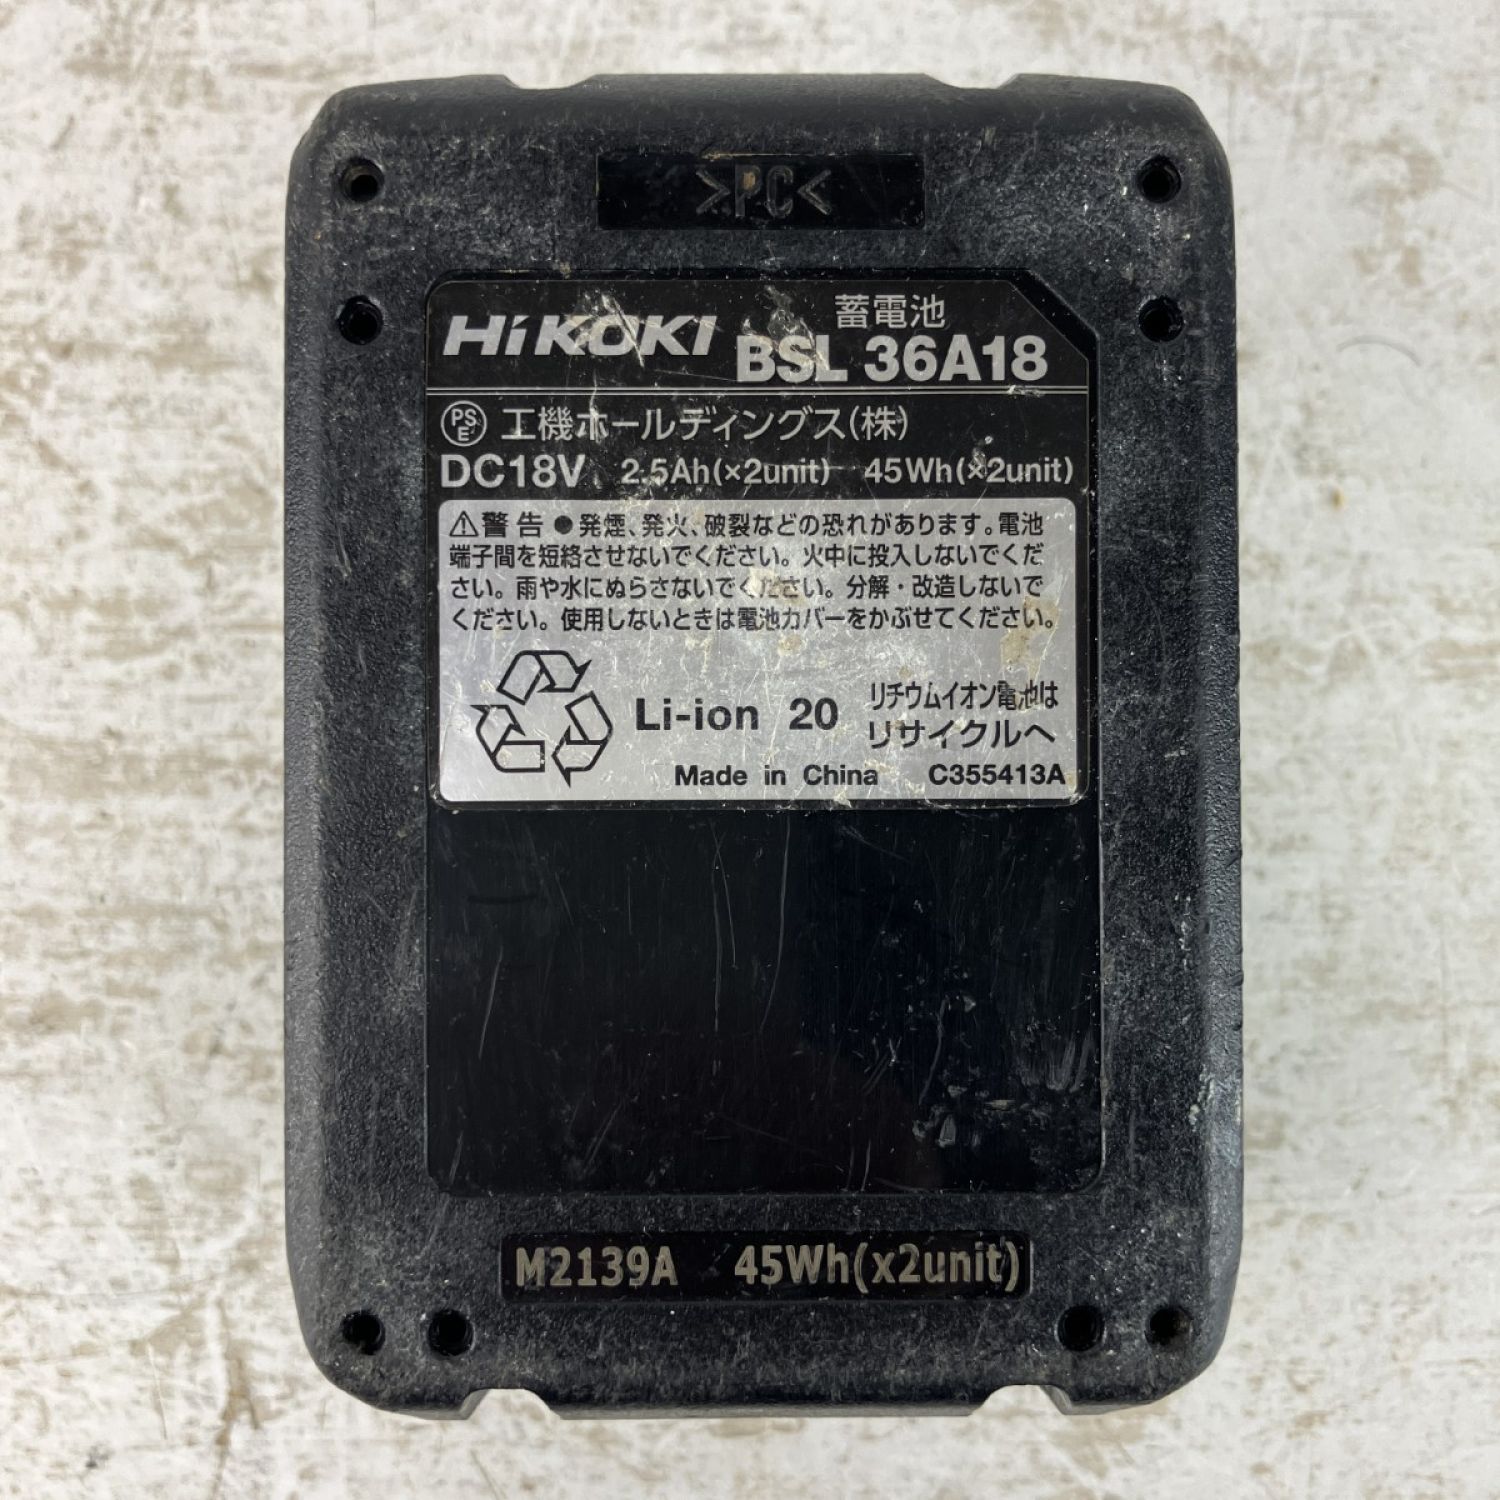 >PC<
HiKOKI 蓄電池
BSL 36A18
PSE 工機ホールディングス(株)
DC18V 2.5Ah(×2unit) 45Wh(×2unit)
⚠警告 ●発煙、発火、破裂などの恐れがあります。電池
端子間を短絡させないでください。火中に投入しないでくだ
さい。雨や水にぬらさないでください。分解・改造しないで
ください。使用しないときは電池カバーをかぶせてください。
Li-ion 20 リチウムイオン電池は
リサイクルへ
Made in China C355413A
M2139A 45Wh(x2unit)